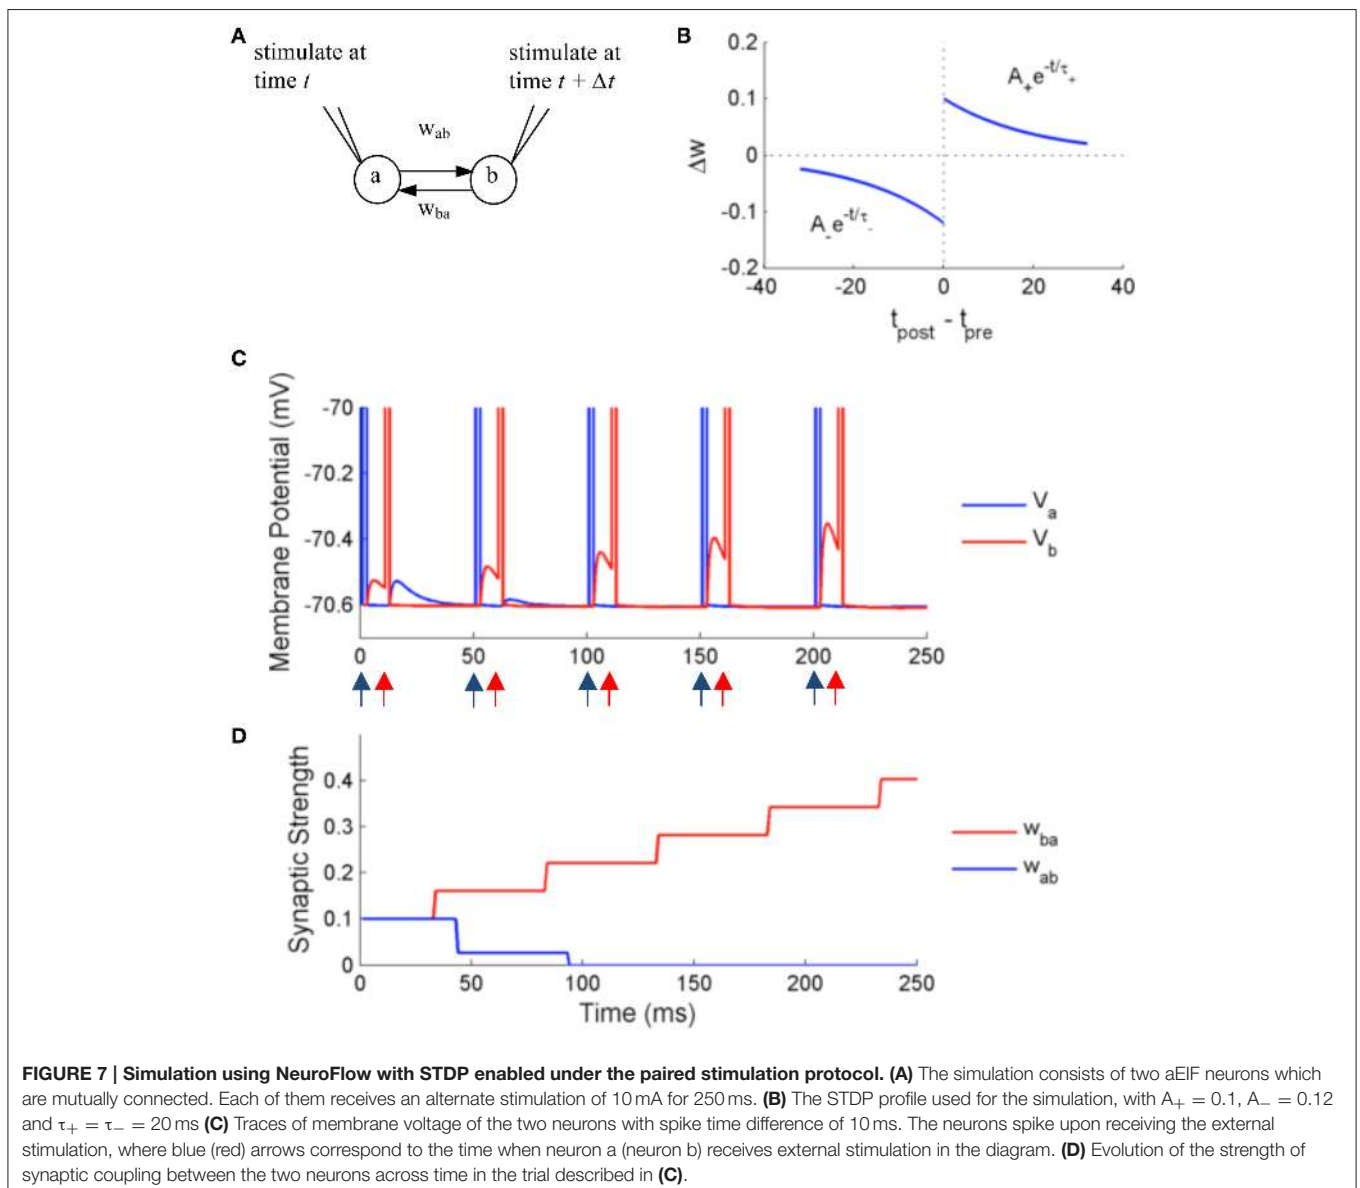 A
stimulate at
time t
stimulate at
time t + Δt
w_ab
a
b
w_ba
B
0.2
0.1
0
-0.1
-0.2
Δw
A_+e^-t/τ_+
A_-e^-t/τ_-
-40
-20
0
20
40
t_post - t_pre
C
Membrane Potential (mV)
-70
-70.2
-70.4
-70.6
0
50
100
150
200
250
V_a
V_b
D
Synaptic Strength
0.4
0.3
0.2
0.1
0
0
50
100
150
200
250
Time (ms)
w_ba
w_ab
FIGURE 7 | Simulation using NeuroFlow with STDP enabled under the paired stimulation protocol. (A) The simulation consists of two aEIF neurons which
are mutually connected. Each of them receives an alternate stimulation of 10 mA for 250 ms. (B) The STDP profile used for the simulation, with A+ = 0.1, A− = 0.12
and τ+ = τ− = 20 ms (C) Traces of membrane voltage of the two neurons with spike time difference of 10 ms. The neurons spike upon receiving the external
stimulation, where blue (red) arrows correspond to the time when neuron a (neuron b) receives external stimulation in the diagram. (D) Evolution of the strength of
synaptic coupling between the two neurons across time in the trial described in (C).